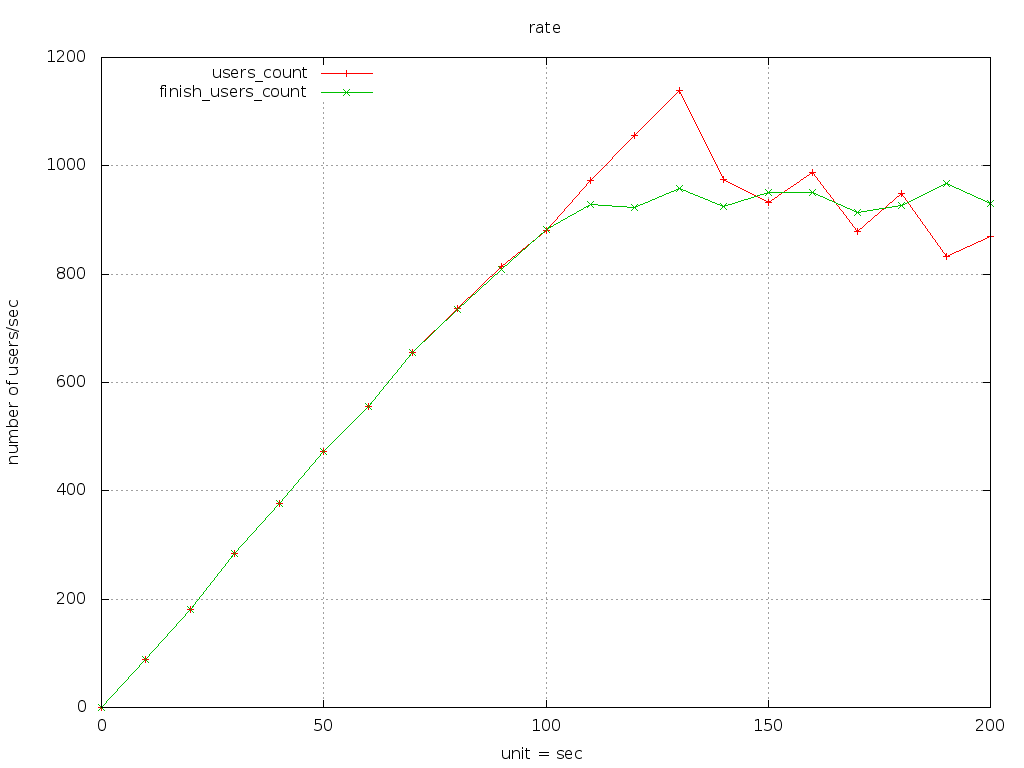 rate
1200
users_count
finish_users_count
1000
800
600
400
200
0
number of users/sec
0 50 100 150 200
unit = sec